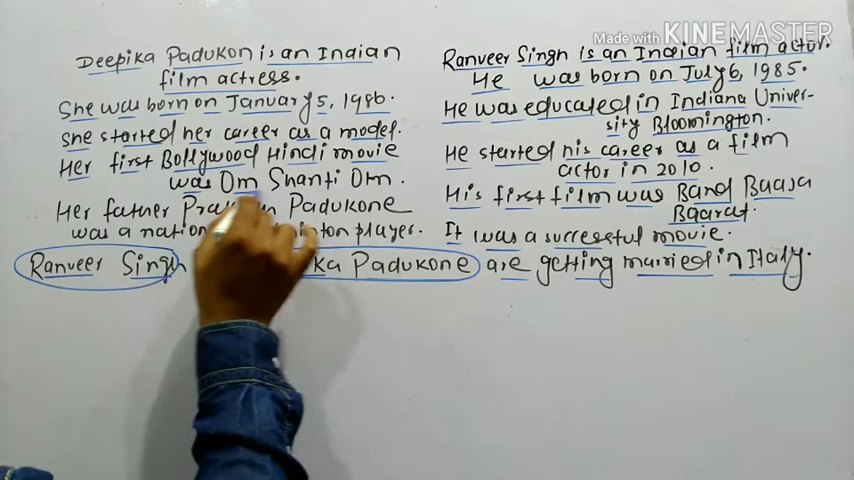 Made with KINEMASTER
Deepika Padukon is an Indian
film actress.
She was born on January 5, 1986.
She started her career as a model.
Her first Bollywood Hindi movie
was Om Shanti Om.
Her father Padukone
was a player.
Ranveer Singh Padukone are getting married in Italy.
Ranveer Singh is an Indian film actor.
He was born on July 6, 1985.
He was educated in Indiana Univer-
sity Bloomington.
He started his career as a film
actor in 2010.
His first film was Band Baaja
Baarat.
It was a successful movie.